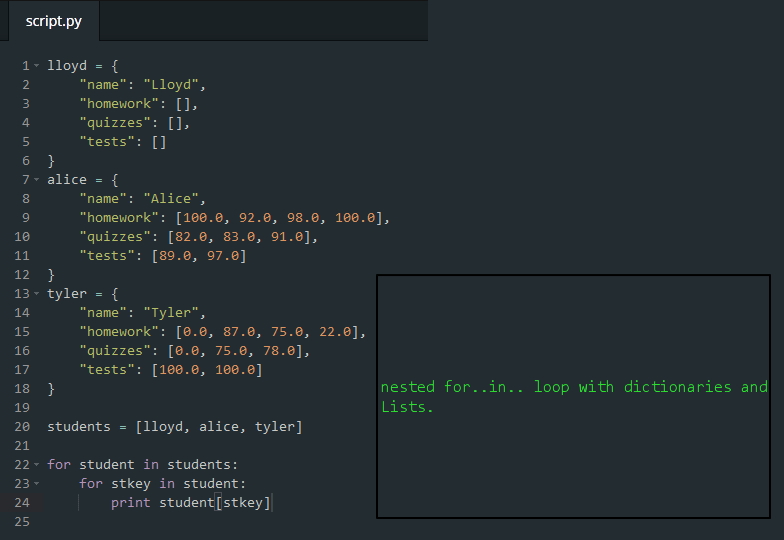 script.py
1 lloyd = {
2     "name": "Lloyd",
3     "homework": [],
4     "quizzes": [],
5     "tests": []
6 }
7 alice = {
8     "name": "Alice",
9     "homework": [100.0, 92.0, 98.0, 100.0],
10     "quizzes": [82.0, 83.0, 91.0],
11     "tests": [89.0, 97.0]
12 }
13 tyler = {
14     "name": "Tyler",
15     "homework": [0.0, 87.0, 75.0, 22.0],
16     "quizzes": [0.0, 75.0, 78.0],
17     "tests": [100.0, 100.0]
18 }
19
20 students = [lloyd, alice, tyler]
21
22 for student in students:
23     for stkey in student:
24         print student[stkey]
25
nested for..in.. loop with dictionaries and
Lists.